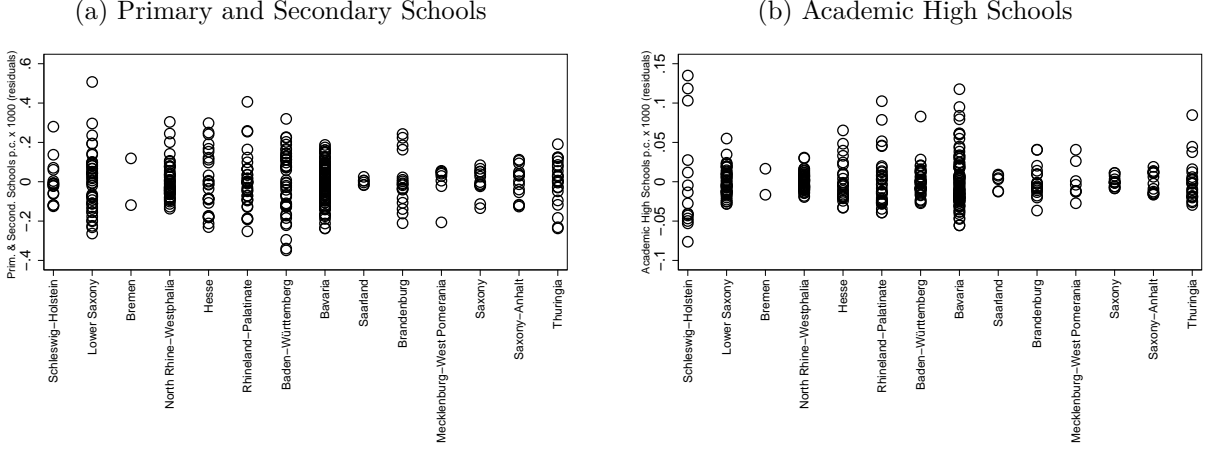 (a) Primary and Secondary Schools
Prim. & Second. Schools p.c. x 1000 (residuals)
.6
.4
.2
0
-.2
-.4
Schleswig-Holstein
Lower Saxony
Bremen
North Rhine-Westphalia
Hesse
Rhineland-Palatinate
Baden-Württemberg
Bavaria
Saarland
Brandenburg
Mecklenburg-West Pomerania
Saxony
Saxony-Anhalt
Thuringia
(b) Academic High Schools
Academic High Schools p.c. x 1000 (residuals)
.15
.1
.05
0
-.05
-.1
Schleswig-Holstein
Lower Saxony
Bremen
North Rhine-Westphalia
Hesse
Rhineland-Palatinate
Baden-Württemberg
Bavaria
Saarland
Brandenburg
Mecklenburg-West Pomerania
Saxony
Saxony-Anhalt
Thuringia